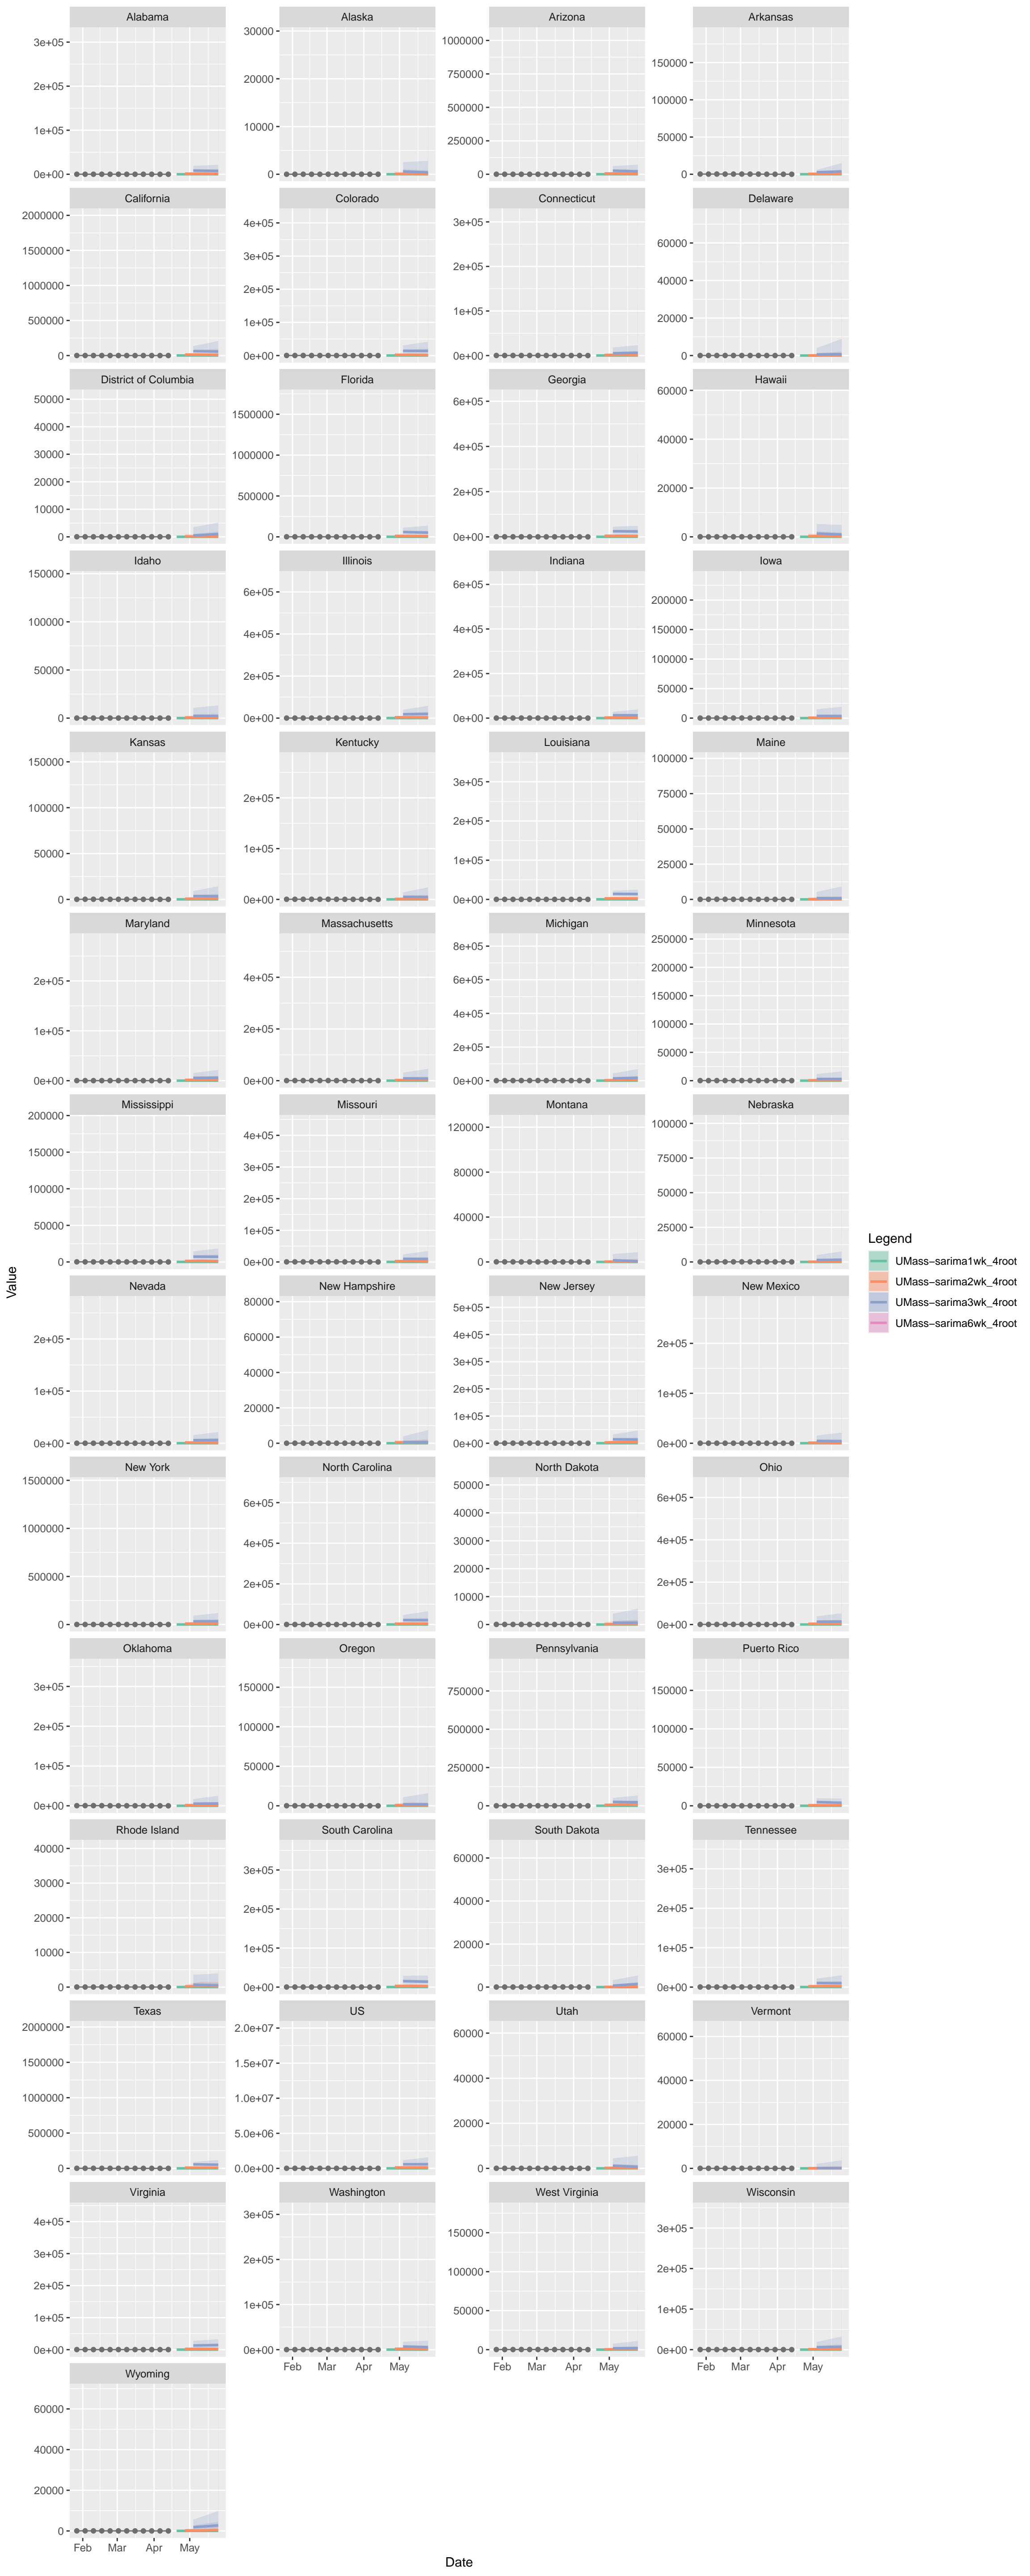 Alabama Alaska Arizona Arkansas
3e+05 30000 1000000 150000
2e+05 20000 750000 100000
1e+05 10000 500000 50000
0e+00 0 250000 0
0
California Colorado Connecticut Delaware
2000000 4e+05 3e+05 60000
1500000 3e+05 2e+05 40000
1000000 2e+05 1e+05 20000
500000 1e+05 0e+00 0
0 0e+00
District of Columbia Florida Georgia Hawaii
50000 1500000 6e+05 60000
40000 1000000 4e+05 40000
30000 500000 2e+05 20000
20000 0 0e+00 0
10000
0
Idaho Illinois Indiana Iowa
150000 6e+05 6e+05 200000
100000 4e+05 4e+05 150000
50000 2e+05 2e+05 100000
0 0e+00 0e+00 50000
0
Kansas Kentucky Louisiana Maine
150000 2e+05 3e+05 100000
100000 1e+05 2e+05 75000
50000 0e+00 1e+05 50000
0 0e+00 25000
0
Maryland Massachusetts Michigan Minnesota
2e+05 4e+05 8e+05 250000
1e+05 2e+05 6e+05 200000
0e+00 0e+00 4e+05 150000
2e+05 100000
0e+00 50000
0
Mississippi Missouri Montana Nebraska
200000 4e+05 120000 100000
150000 3e+05 80000 75000
100000 2e+05 40000 50000
50000 1e+05 0 25000
0 0e+00 0
Nevada New Hampshire New Jersey New Mexico
2e+05 80000 5e+05 2e+05
1e+05 60000 4e+05 1e+05
0e+00 40000 3e+05 0e+00
20000 2e+05
0 1e+05
0e+00
New York North Carolina North Dakota Ohio
1500000 6e+05 50000 6e+05
1000000 4e+05 40000 4e+05
500000 2e+05 30000 2e+05
0 0e+00 20000 0e+00
10000
0
Oklahoma Oregon Pennsylvania Puerto Rico
3e+05 150000 750000 150000
2e+05 100000 500000 100000
1e+05 50000 250000 50000
0e+00 0 0 0
Rhode Island South Carolina South Dakota Tennessee
40000 3e+05 60000 3e+05
30000 2e+05 40000 2e+05
20000 1e+05 20000 1e+05
10000 0e+00 0 0e+00
0
Texas US Utah Vermont
2000000 2.0e+07 60000 60000
1500000 1.5e+07 40000 40000
1000000 1.0e+07 20000 20000
500000 5.0e+06 0 0
0 0.0e+00
Virginia Washington West Virginia Wisconsin
4e+05 3e+05 150000 3e+05
3e+05 2e+05 100000 2e+05
2e+05 1e+05 50000 1e+05
1e+05 0e+00 0 0e+00
0e+00
Feb Mar Apr May Feb Mar Apr May Feb Mar Apr May
Wyoming
60000
40000
20000
0
Feb Mar Apr May
Date
Value
Legend
UMass−sarima1wk_4root
UMass−sarima2wk_4root
UMass−sarima3wk_4root
UMass−sarima6wk_4root